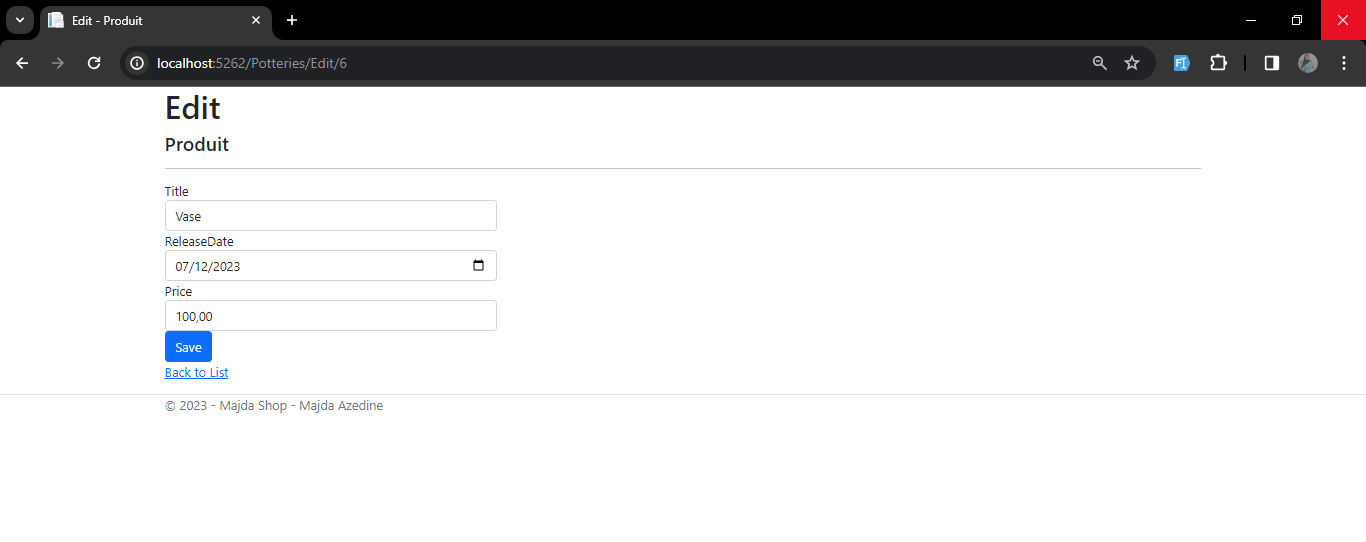 Edit - Produit
localhost:5262/Potteries/Edit/6
Edit
Produit
Title
Vase
ReleaseDate
07/12/2023
Price
100,00
Save
Back to List
© 2023 - Majda Shop - Majda Azedine